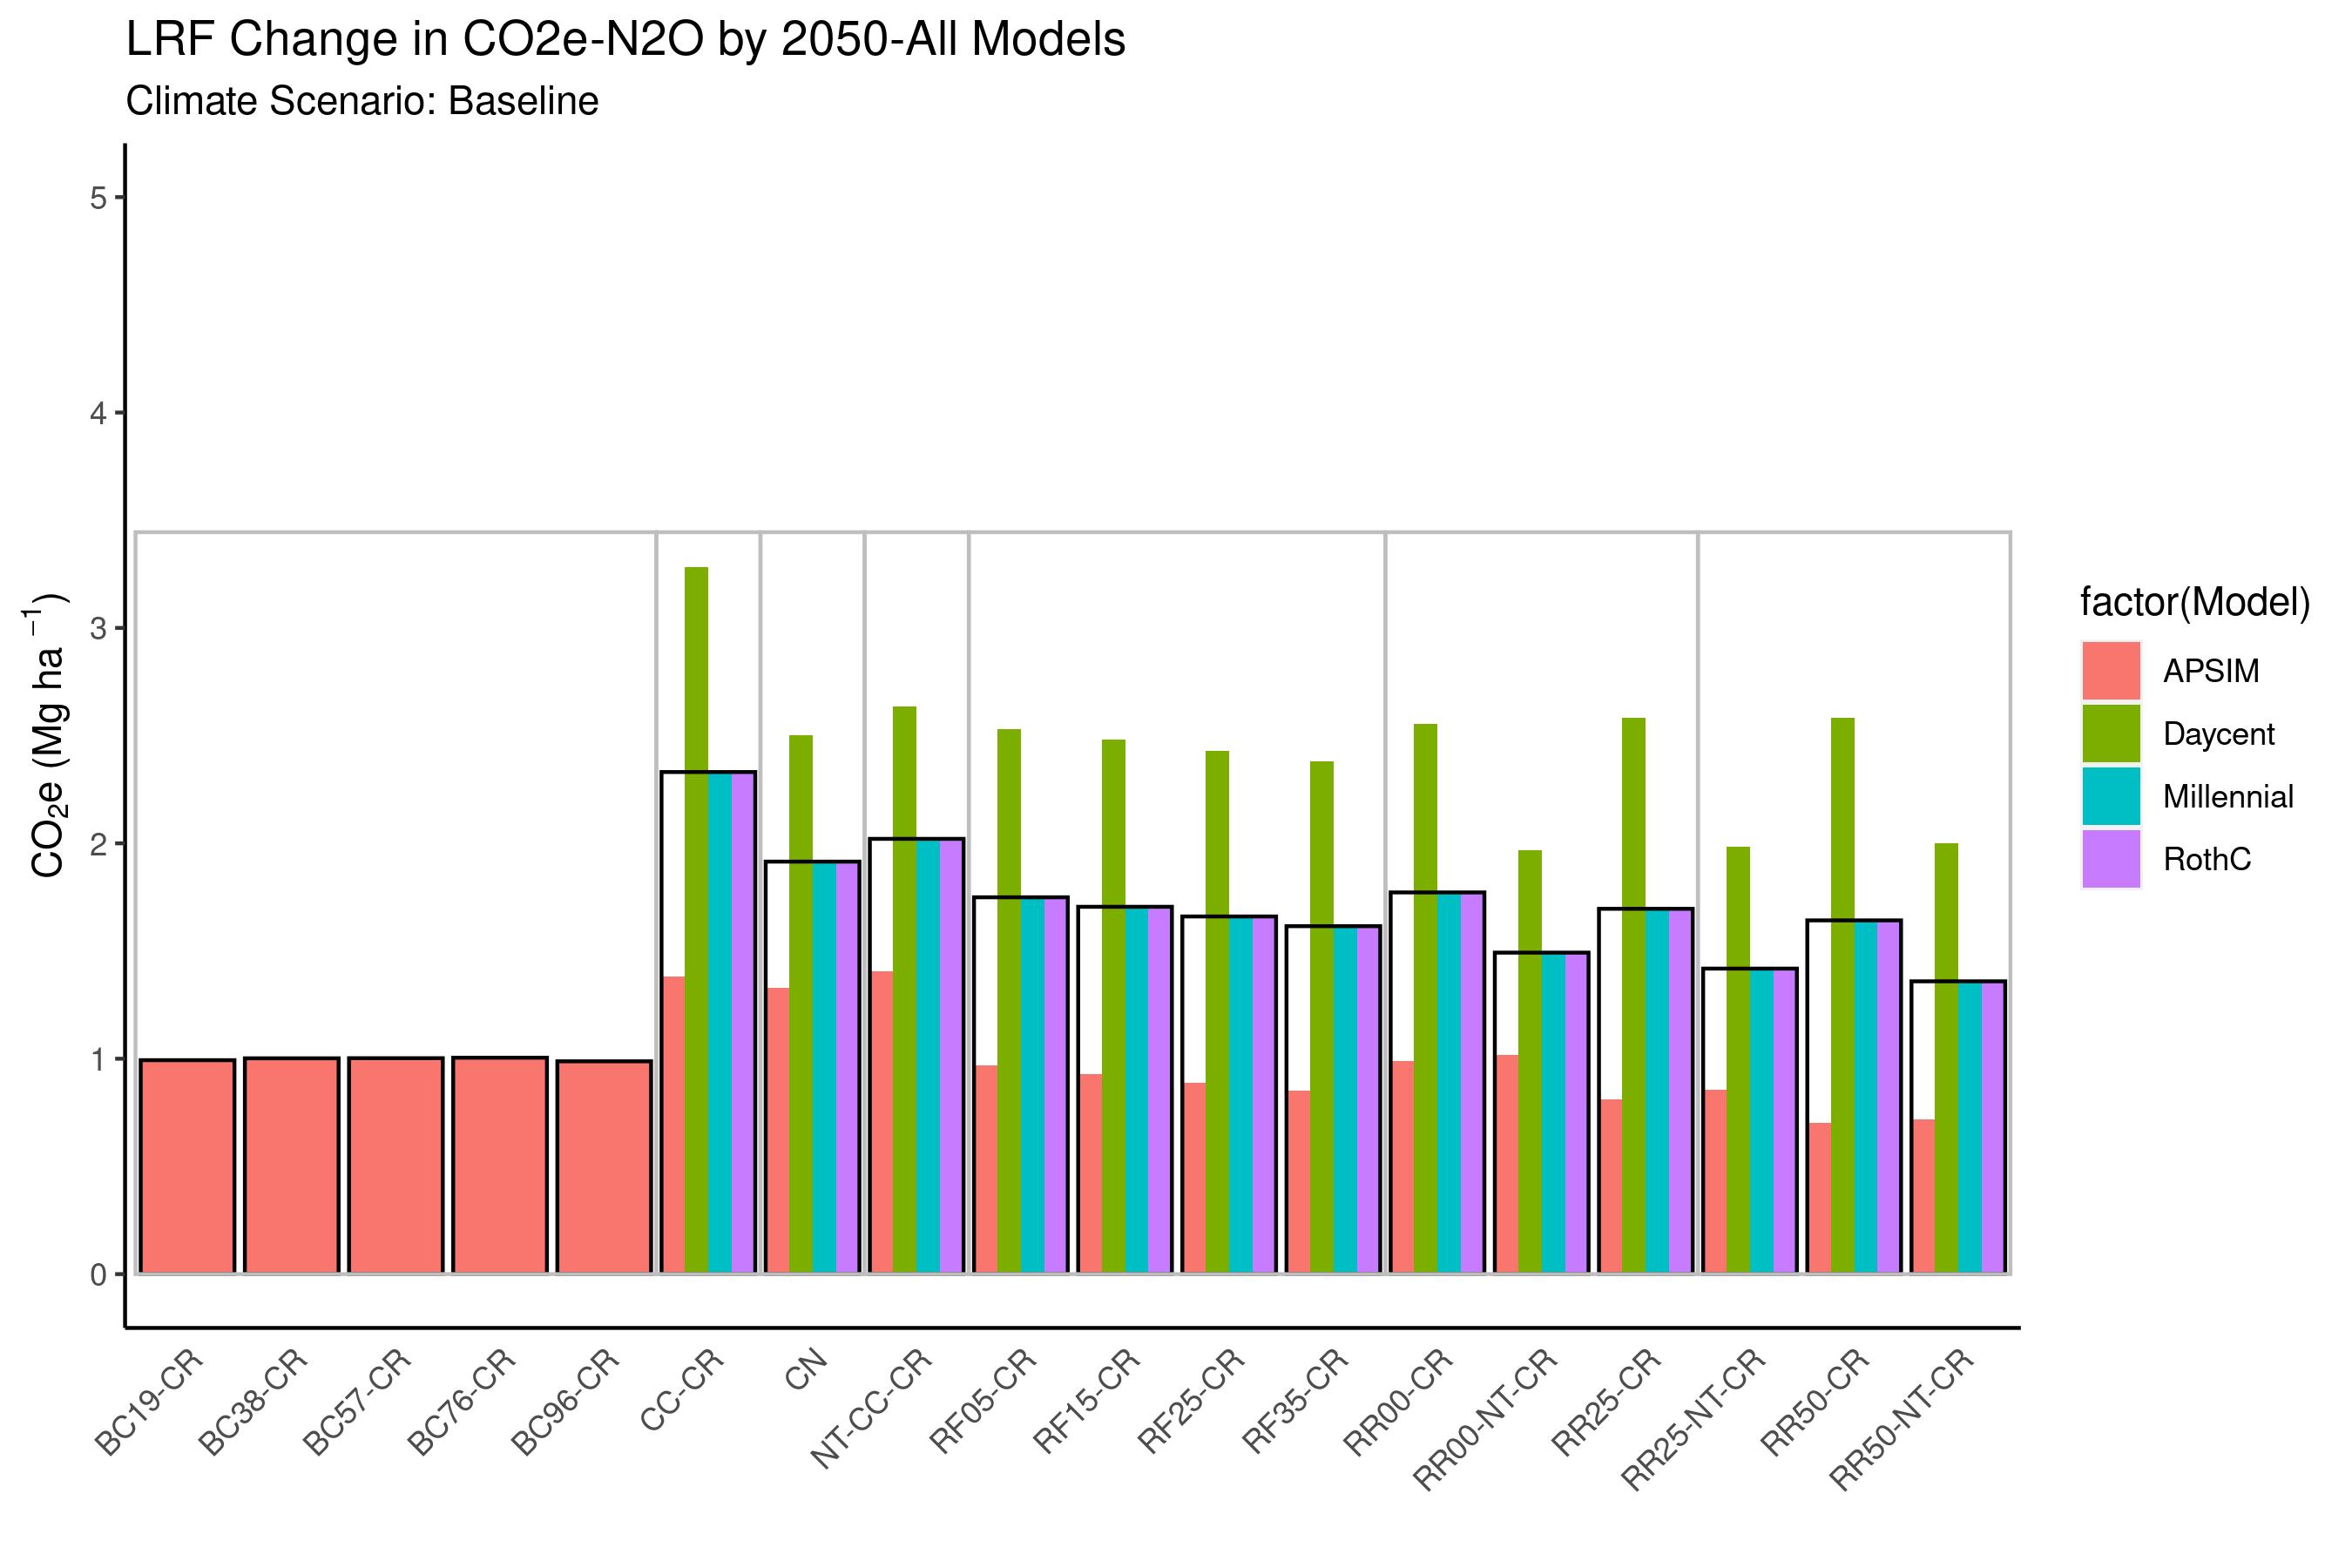 LRF Change in CO2e-N2O by 2050-All Models
Climate Scenario: Baseline
CO₂e (Mg ha ⁻¹)
5
4
3
2
1
0
BC19-CR
BC38-CR
BC57-CR
BC76-CR
BC96-CR
CC-CR
CN
NT-CC-CR
RF05-CR
RF15-CR
RF25-CR
RF35-CR
RR00-CR
RR00-NT-CR
RR25-CR
RR25-NT-CR
RR50-CR
RR50-NT-CR
factor(Model)
APSIM
Daycent
Millennial
RothC